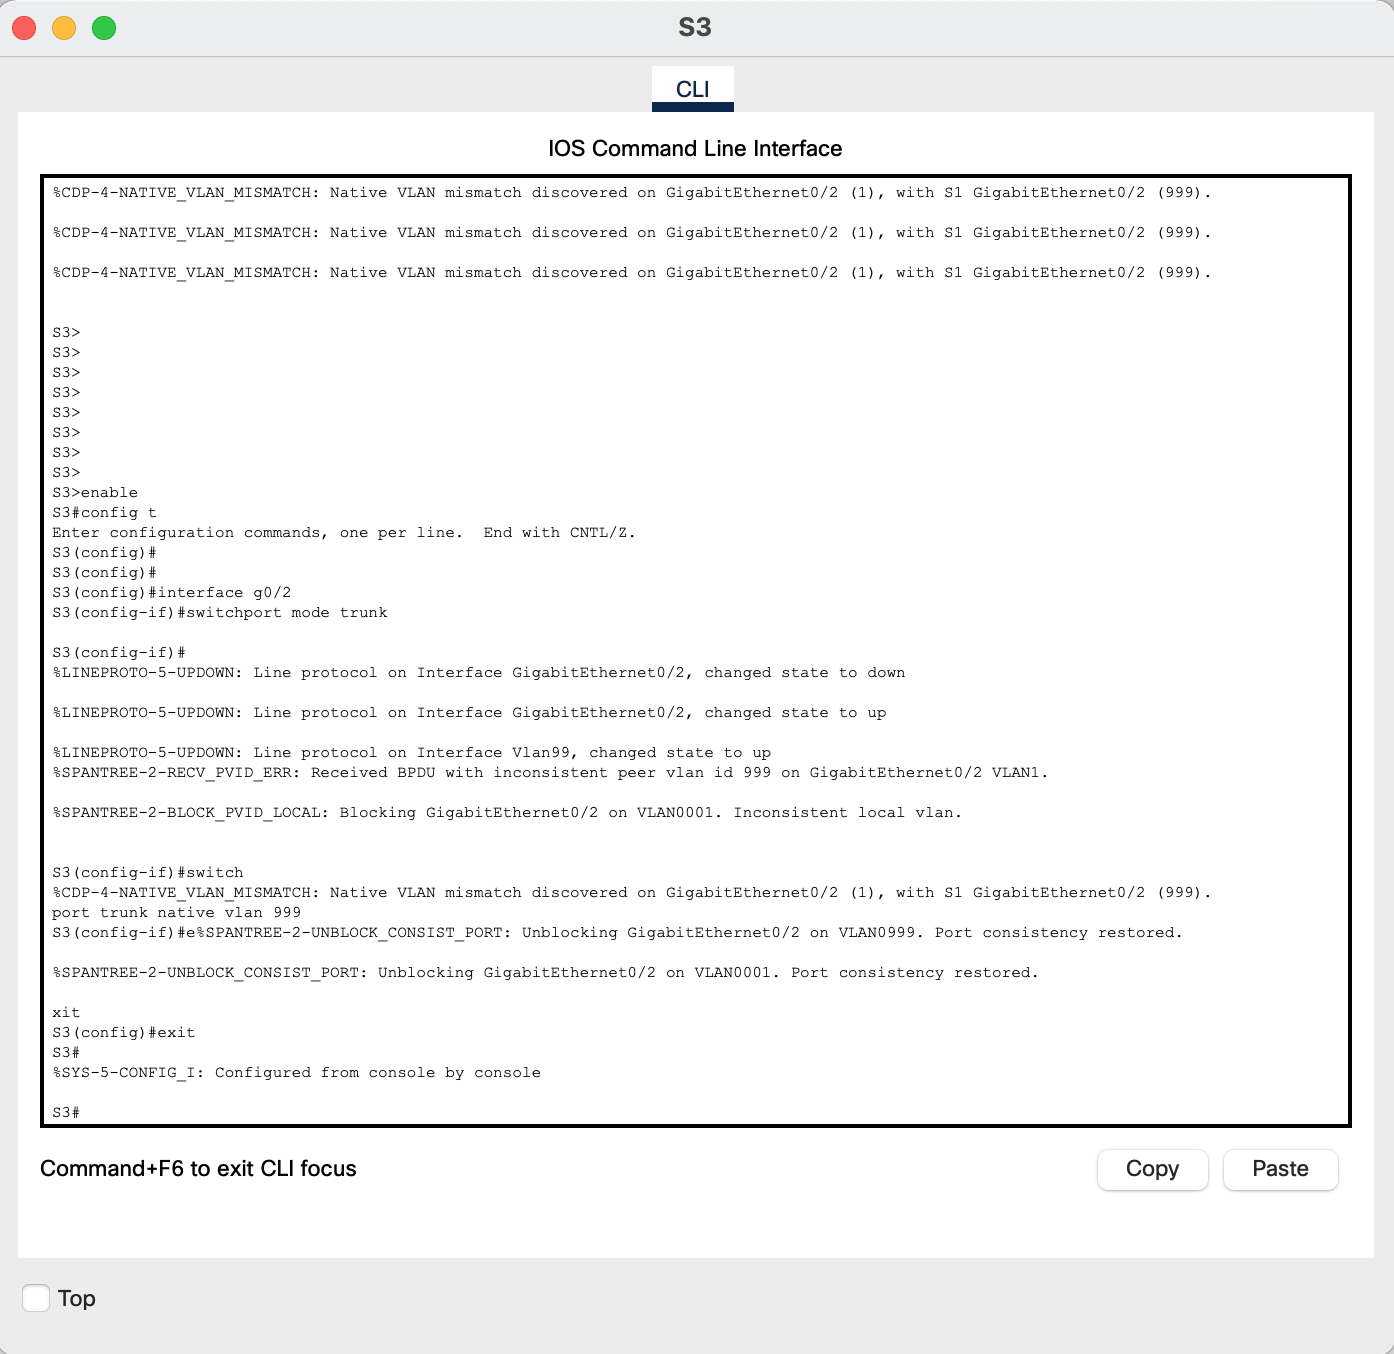 S3
CLI
IOS Command Line Interface
%CDP-4-NATIVE_VLAN_MISMATCH: Native VLAN mismatch discovered on GigabitEthernet0/2 (1), with S1 GigabitEthernet0/2 (999).
%CDP-4-NATIVE_VLAN_MISMATCH: Native VLAN mismatch discovered on GigabitEthernet0/2 (1), with S1 GigabitEthernet0/2 (999).
%CDP-4-NATIVE_VLAN_MISMATCH: Native VLAN mismatch discovered on GigabitEthernet0/2 (1), with S1 GigabitEthernet0/2 (999).
S3>
S3>
S3>
S3>
S3>
S3>
S3>
S3>
S3>enable
S3#config t
Enter configuration commands, one per line.  End with CNTL/Z.
S3(config)#
S3(config)#
S3(config)#interface g0/2
S3(config-if)#switchport mode trunk
S3(config-if)#
%LINEPROTO-5-UPDOWN: Line protocol on Interface GigabitEthernet0/2, changed state to down
%LINEPROTO-5-UPDOWN: Line protocol on Interface GigabitEthernet0/2, changed state to up
%LINEPROTO-5-UPDOWN: Line protocol on Interface Vlan99, changed state to up
%SPANTREE-2-RECV_PVID_ERR: Received BPDU with inconsistent peer vlan id 999 on GigabitEthernet0/2 VLAN1.
%SPANTREE-2-BLOCK_PVID_LOCAL: Blocking GigabitEthernet0/2 on VLAN0001. Inconsistent local vlan.
S3(config-if)#switch
%CDP-4-NATIVE_VLAN_MISMATCH: Native VLAN mismatch discovered on GigabitEthernet0/2 (1), with S1 GigabitEthernet0/2 (999).
port trunk native vlan 999
S3(config-if)#e%SPANTREE-2-UNBLOCK_CONSIST_PORT: Unblocking GigabitEthernet0/2 on VLAN0999. Port consistency restored.
%SPANTREE-2-UNBLOCK_CONSIST_PORT: Unblocking GigabitEthernet0/2 on VLAN0001. Port consistency restored.
xit
S3(config)#exit
S3#
%SYS-5-CONFIG_I: Configured from console by console
S3#
Command+F6 to exit CLI focus
Copy
Paste
Top